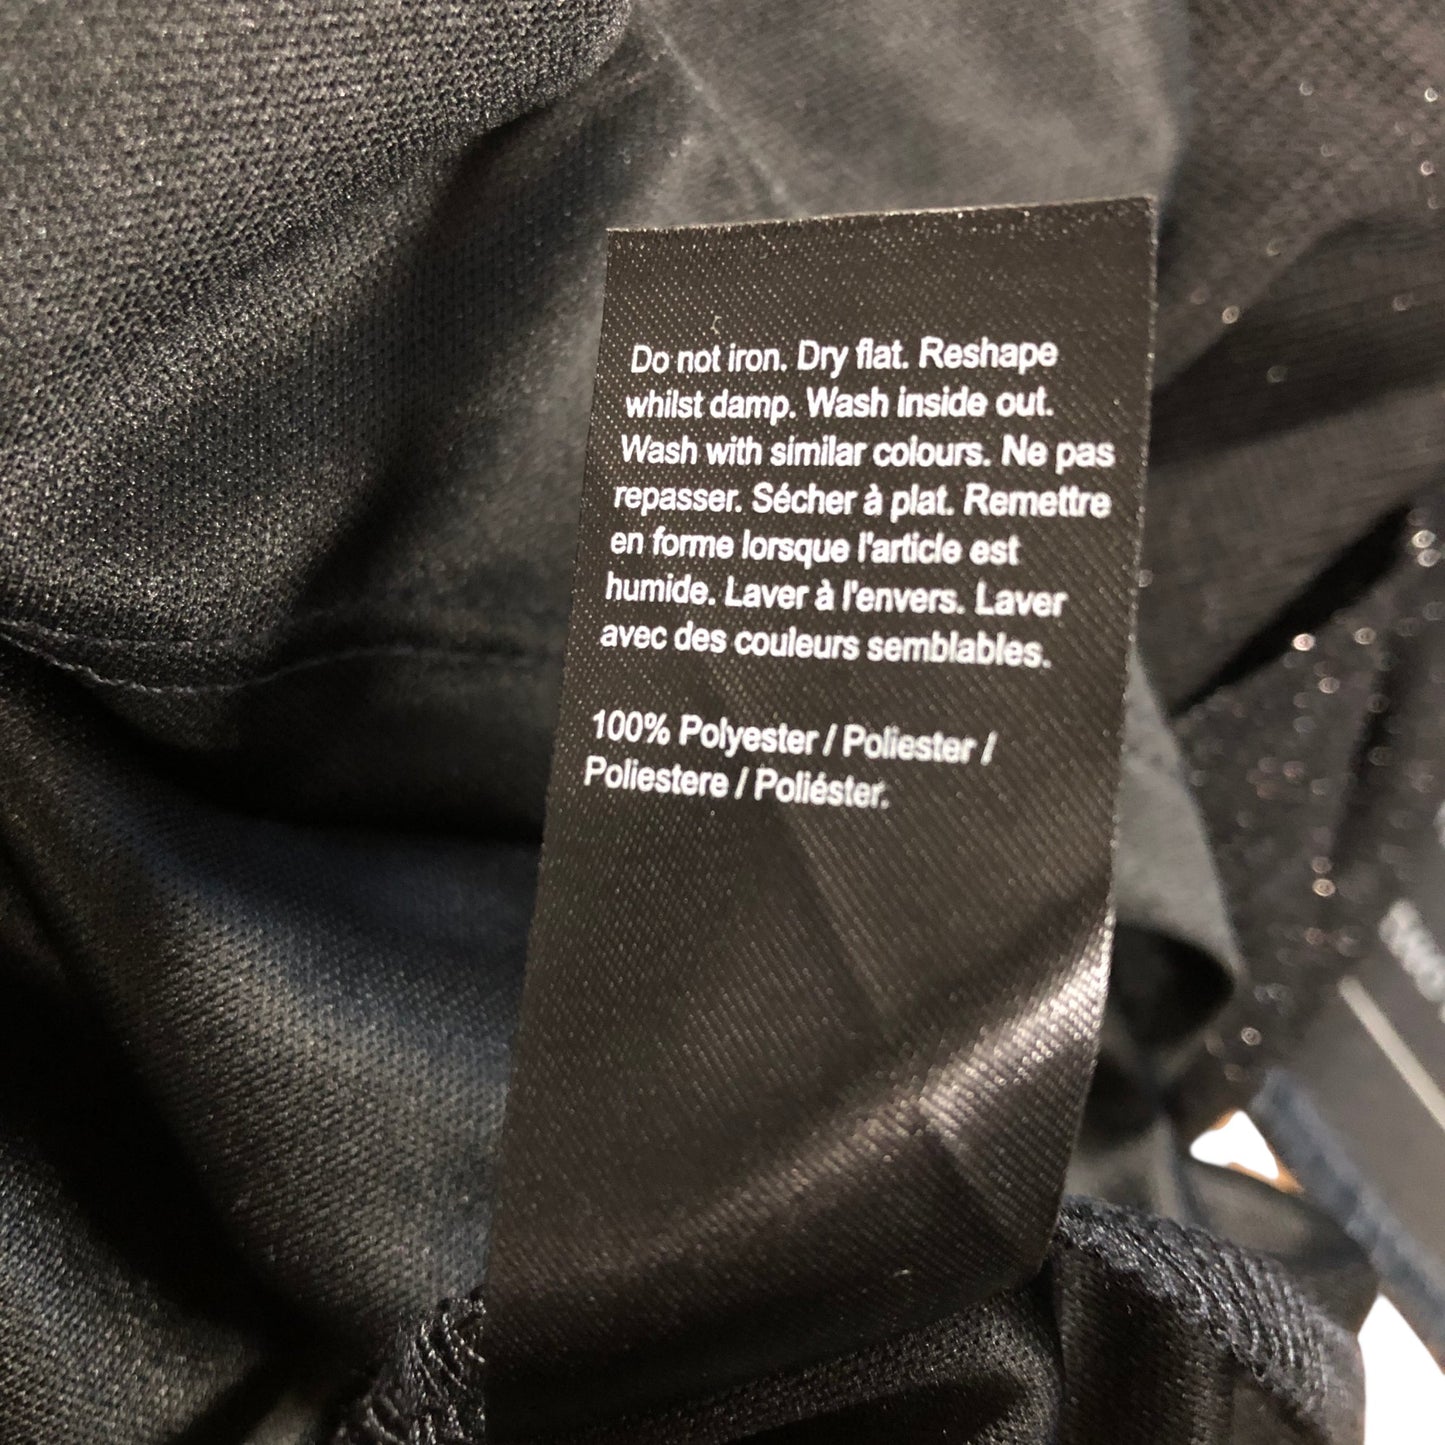 Do not iron. Dry flat. Reshape
whilst damp. Wash inside out.
Wash with similar colours. Ne pas
repasser. Sécher à plat. Remettre
en forme lorsque l'article est
humide. Laver à l'envers. Laver
avec des couleurs semblables.
100% Polyester / Poliester /
Poliestere / Poliéster.